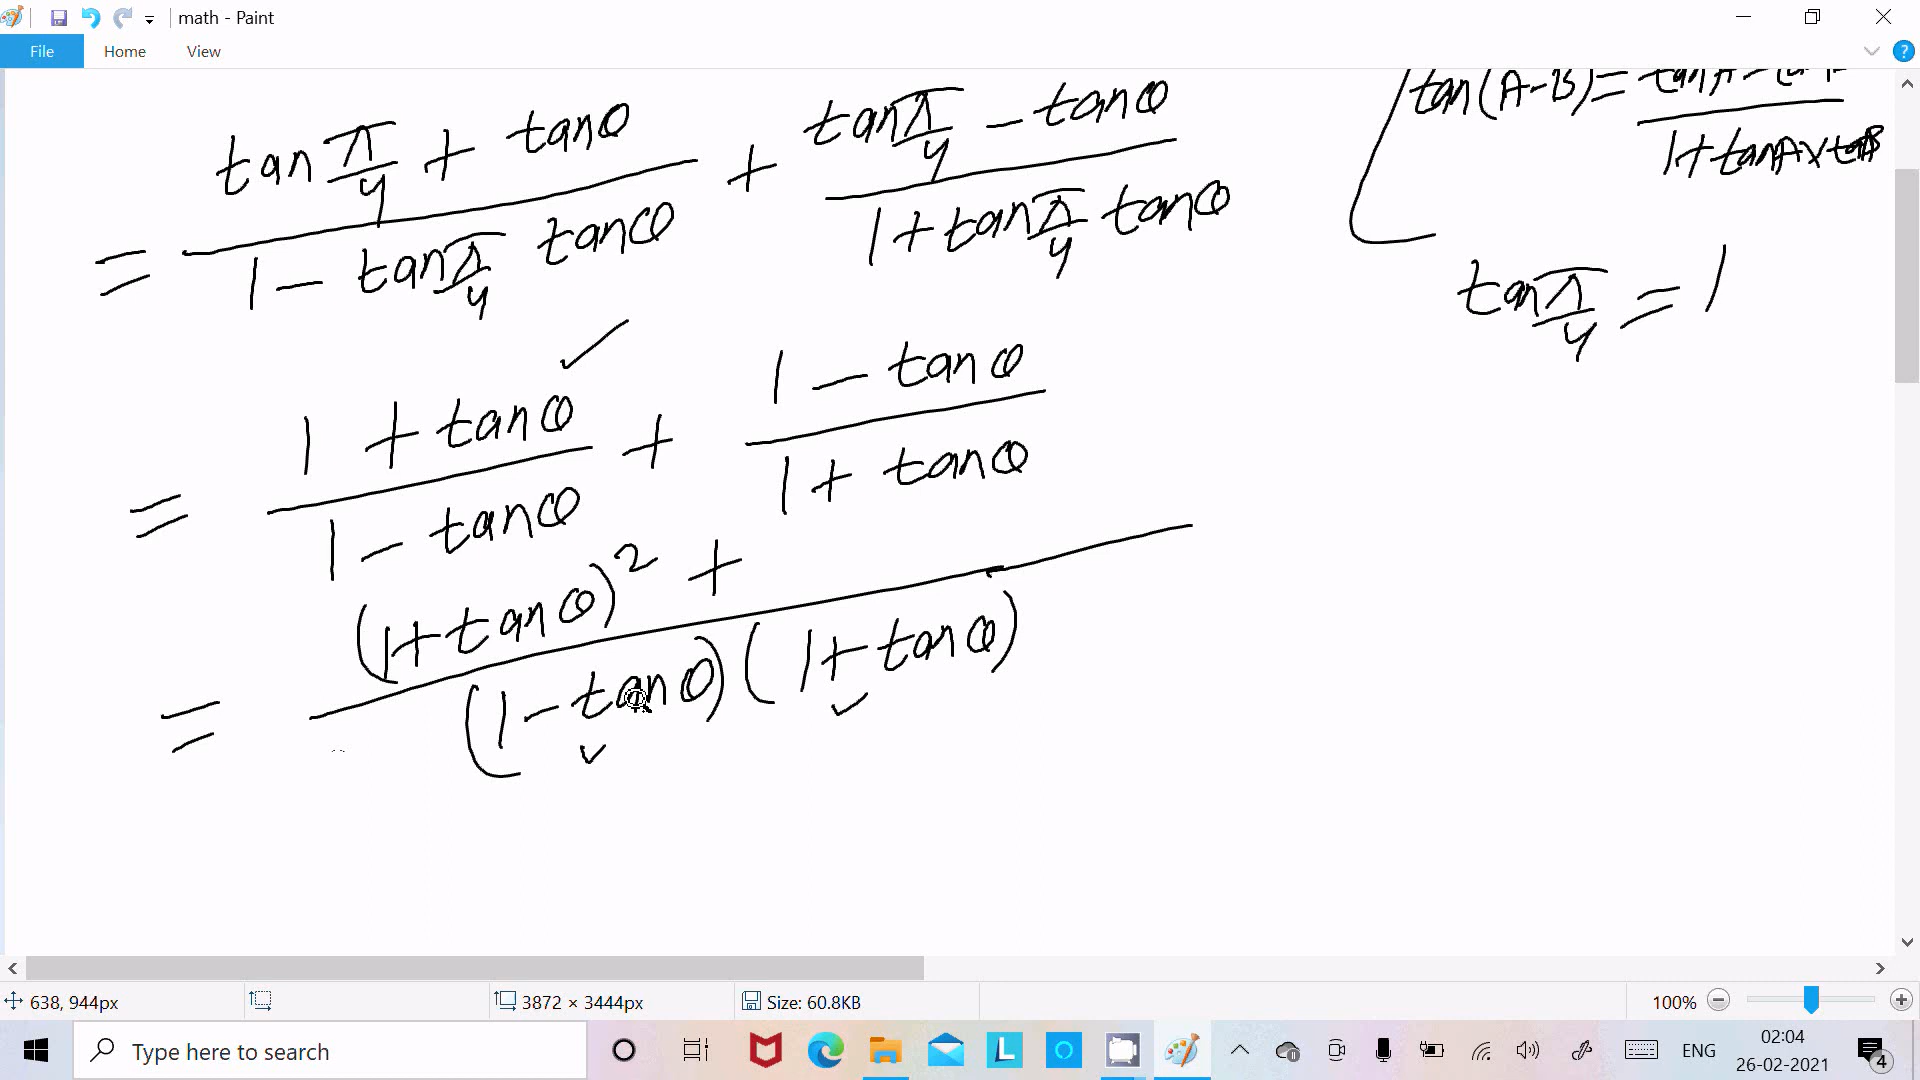 math - Paint
File Home View
tan(A-B)=
1+tanA×tanB
= (tan π/4 + tanθ)/(1 - tan π/4 tanθ) + (tan π/4 - tanθ)/(1 + tan π/4 tanθ)
tan π/4 = 1
= (1 + tanθ)/(1 - tanθ) + (1 - tanθ)/(1 + tanθ)
(1+tanθ)² +
= (1-tanθ)(1+tanθ)
638, 944px 3872 × 3444px Size: 60.8KB 100%
Type here to search
ENG 02:04
26-02-2021
4